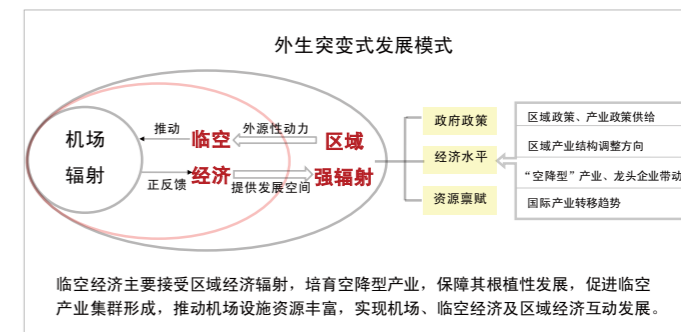 外生突变式发展模式
机场
辐射
推动
正反馈
临空
经济
外源性动力
提供发展空间
区域
强辐射
政府政策
经济水平
资源禀赋
区域政策、产业政策供给
区域产业结构调整方向
“空降型”产业、龙头企业带动
国际产业转移趋势
临空经济主要接受区域经济辐射，培育空降型产业，保障其根植性发展，促进临空
产业集群形成，推动机场设施资源丰富，实现机场、临空经济及区域经济互动发展。